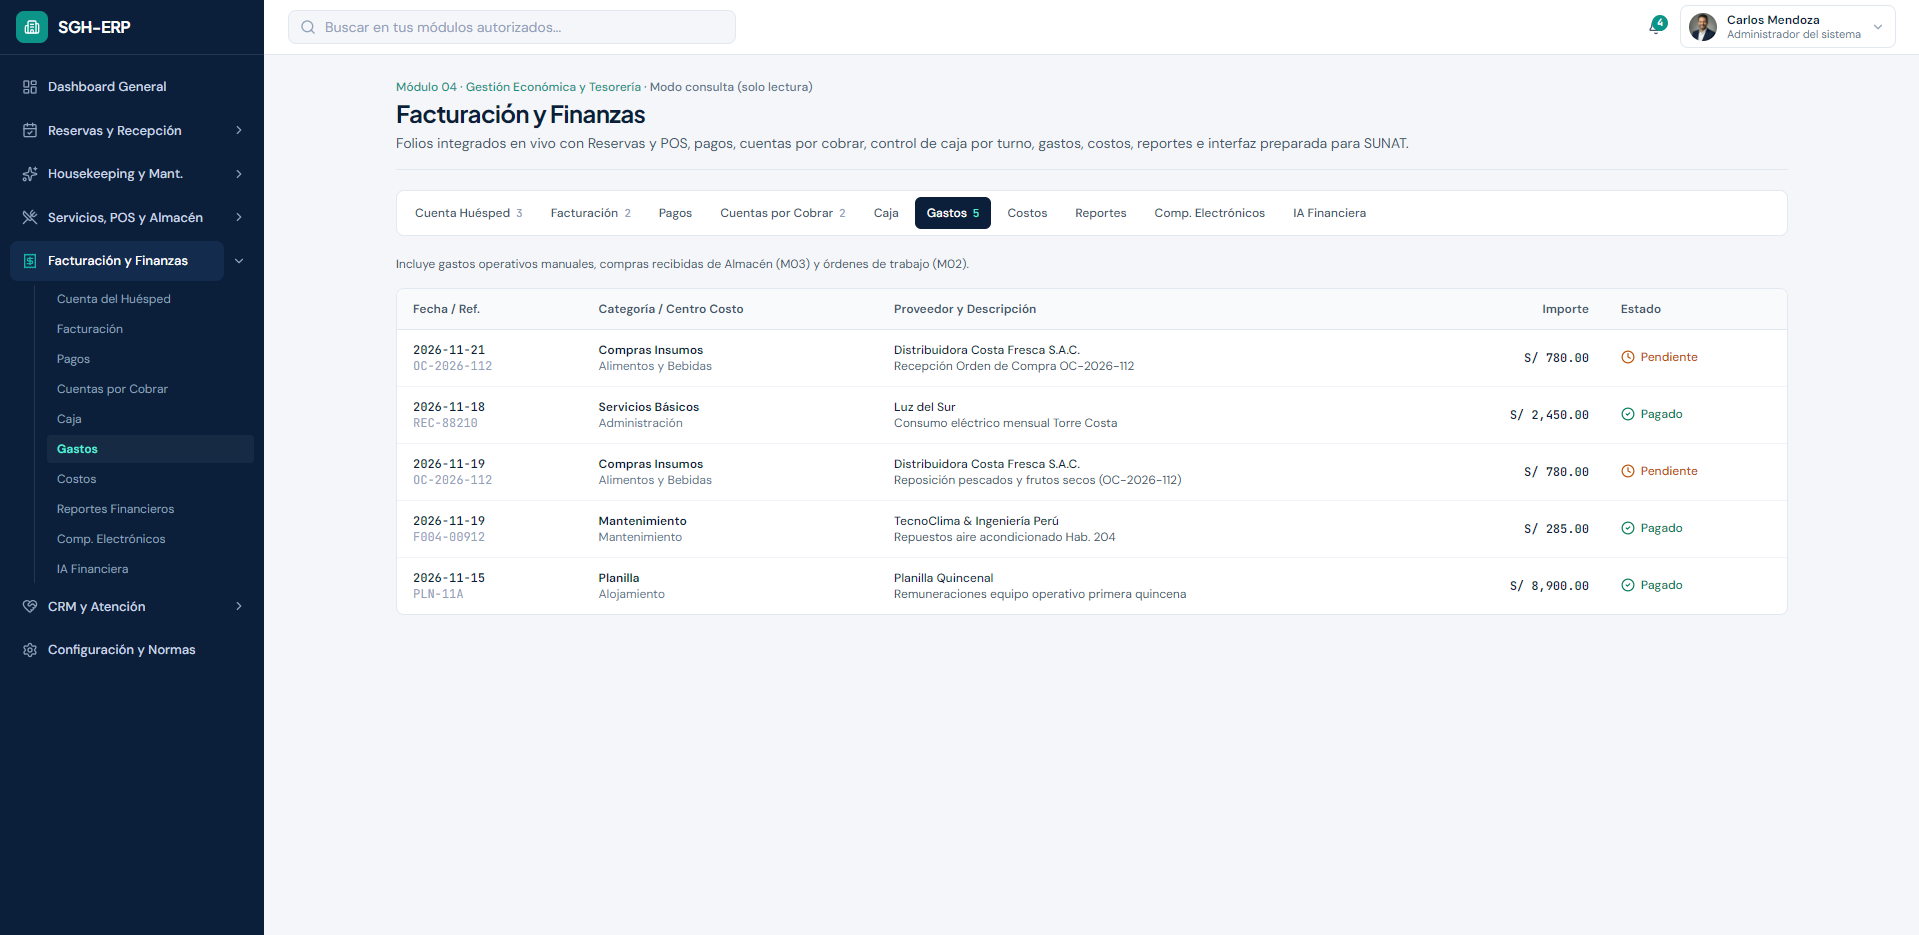 SGH-ERP
Buscar en tus módulos autorizados...
4
Carlos Mendoza
Administrador del sistema
Dashboard General
Reservas y Recepción
Housekeeping y Mant.
Servicios, POS y Almacén
Facturación y Finanzas
Cuenta del Huésped
Facturación
Pagos
Cuentas por Cobrar
Caja
Gastos
Costos
Reportes Financieros
Comp. Electrónicos
IA Financiera
CRM y Atención
Configuración y Normas
Módulo 04 · Gestión Económica y Tesorería · Modo consulta (solo lectura)
Facturación y Finanzas
Folios integrados en vivo con Reservas y POS, pagos, cuentas por cobrar, control de caja por turno, gastos, costos, reportes e interfaz preparada para SUNAT.
Cuenta Huésped 3 Facturación 2 Pagos Cuentas por Cobrar 2 Caja Gastos 5 Costos Reportes Comp. Electrónicos IA Financiera
Incluye gastos operativos manuales, compras recibidas de Almacén (M03) y órdenes de trabajo (M02).
Fecha / Ref. Categoría / Centro Costo Proveedor y Descripción Importe Estado
2026-11-21 Compras Insumos Distribuidora Costa Fresca S.A.C. S/ 780.00 Pendiente
OC-2026-112 Alimentos y Bebidas Recepción Orden de Compra OC-2026-112
2026-11-18 Servicios Básicos Luz del Sur S/ 2,450.00 Pagado
REC-88210 Administración Consumo eléctrico mensual Torre Costa
2026-11-19 Compras Insumos Distribuidora Costa Fresca S.A.C. S/ 780.00 Pendiente
OC-2026-112 Alimentos y Bebidas Reposición pescados y frutos secos (OC-2026-112)
2026-11-19 Mantenimiento TecnoClima & Ingeniería Perú S/ 285.00 Pagado
F004-00912 Mantenimiento Repuestos aire acondicionado Hab. 204
2026-11-15 Planilla Planilla Quincenal S/ 8,900.00 Pagado
PLN-11A Alojamiento Remuneraciones equipo operativo primera quincena